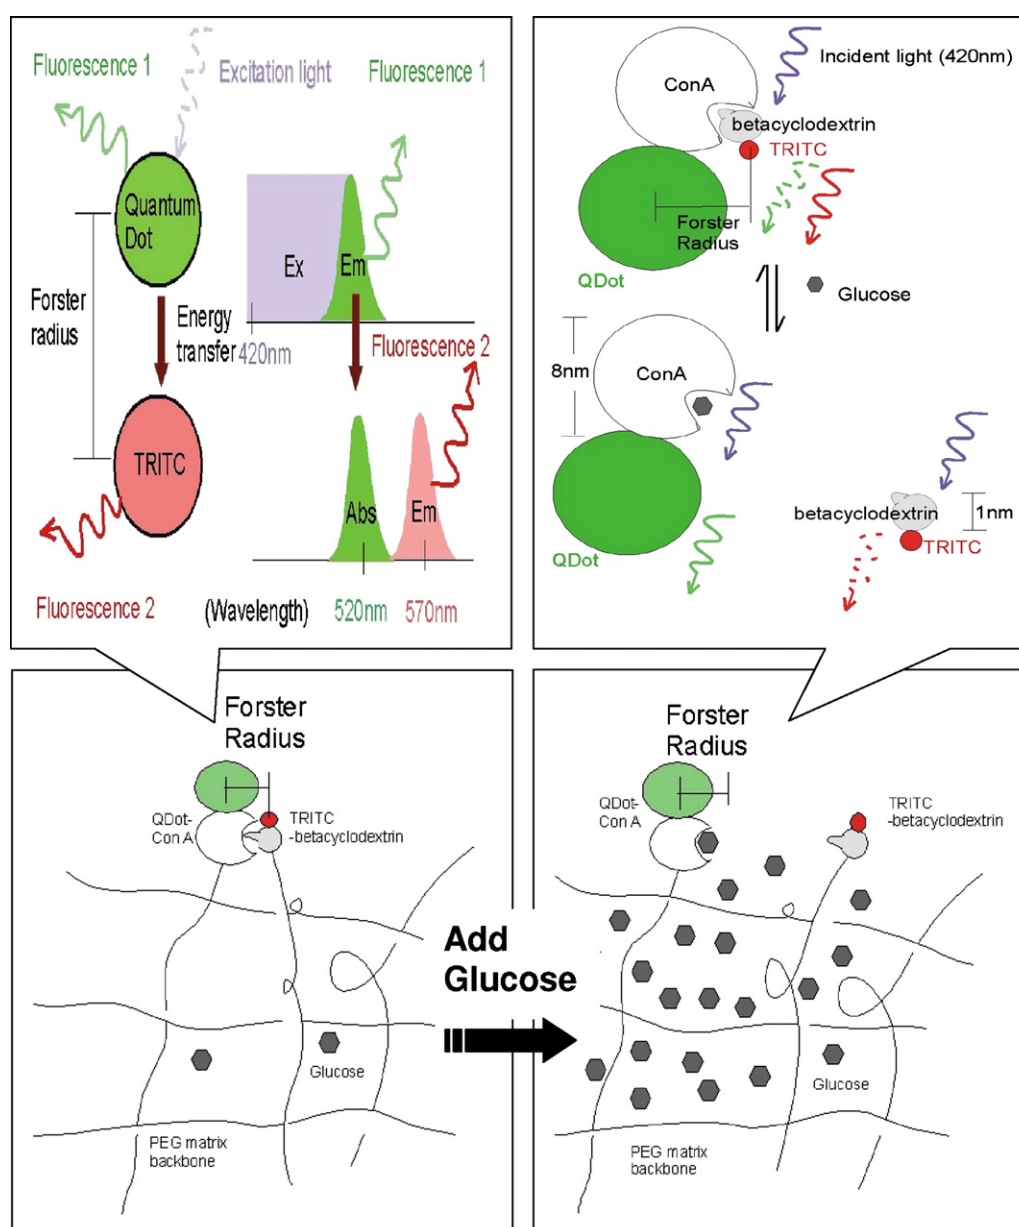 Fluorescence 1
Excitation light
Fluorescence 1
Quantum
Dot
Ex
Em
Forster
radius
Energy
transfer
420nm
Fluorescence 2
TRITC
Abs
Em
Fluorescence 2
(Wavelength)
520nm
570nm
Incident light (420nm)
ConA
betacyclodextrin
TRITC
Forster
Radius
QDot
Glucose
8nm
ConA
betacyclodextrin
1nm
TRITC
QDot
Forster
Radius
QDot-
Con A
TRITC
-betacyclodextrin
Glucose
PEG matrix
backbone
Add
Glucose
Forster
Radius
QDot-
Con A
TRITC
-betacyclodextrin
Glucose
PEG matrix
backbone